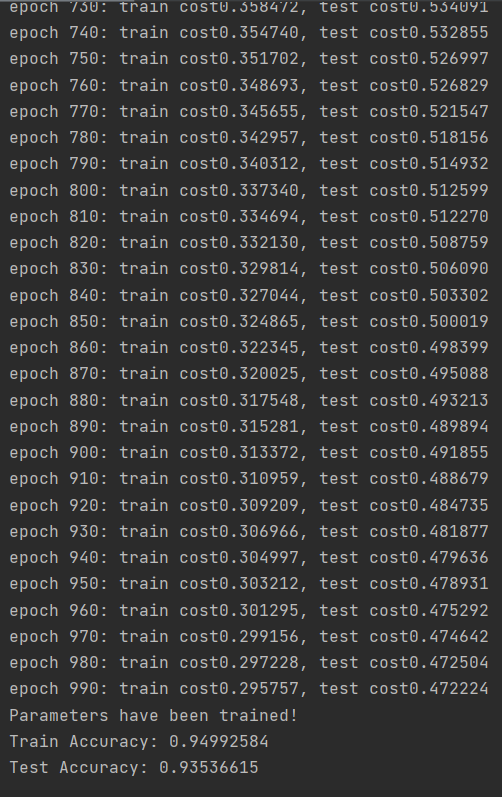 epoch 730: train cost0.358472, test cost0.534091
epoch 740: train cost0.354740, test cost0.532855
epoch 750: train cost0.351702, test cost0.526997
epoch 760: train cost0.348693, test cost0.526829
epoch 770: train cost0.345655, test cost0.521547
epoch 780: train cost0.342957, test cost0.518156
epoch 790: train cost0.340312, test cost0.514932
epoch 800: train cost0.337340, test cost0.512599
epoch 810: train cost0.334694, test cost0.512270
epoch 820: train cost0.332130, test cost0.508759
epoch 830: train cost0.329814, test cost0.506090
epoch 840: train cost0.327044, test cost0.503302
epoch 850: train cost0.324865, test cost0.500019
epoch 860: train cost0.322345, test cost0.498399
epoch 870: train cost0.320025, test cost0.495088
epoch 880: train cost0.317548, test cost0.493213
epoch 890: train cost0.315281, test cost0.489894
epoch 900: train cost0.313372, test cost0.491855
epoch 910: train cost0.310959, test cost0.488679
epoch 920: train cost0.309209, test cost0.484735
epoch 930: train cost0.306966, test cost0.481877
epoch 940: train cost0.304997, test cost0.479636
epoch 950: train cost0.303212, test cost0.478931
epoch 960: train cost0.301295, test cost0.475292
epoch 970: train cost0.299156, test cost0.474642
epoch 980: train cost0.297228, test cost0.472504
epoch 990: train cost0.295757, test cost0.472224
Parameters have been trained!
Train Accuracy: 0.94992584
Test Accuracy: 0.93536615